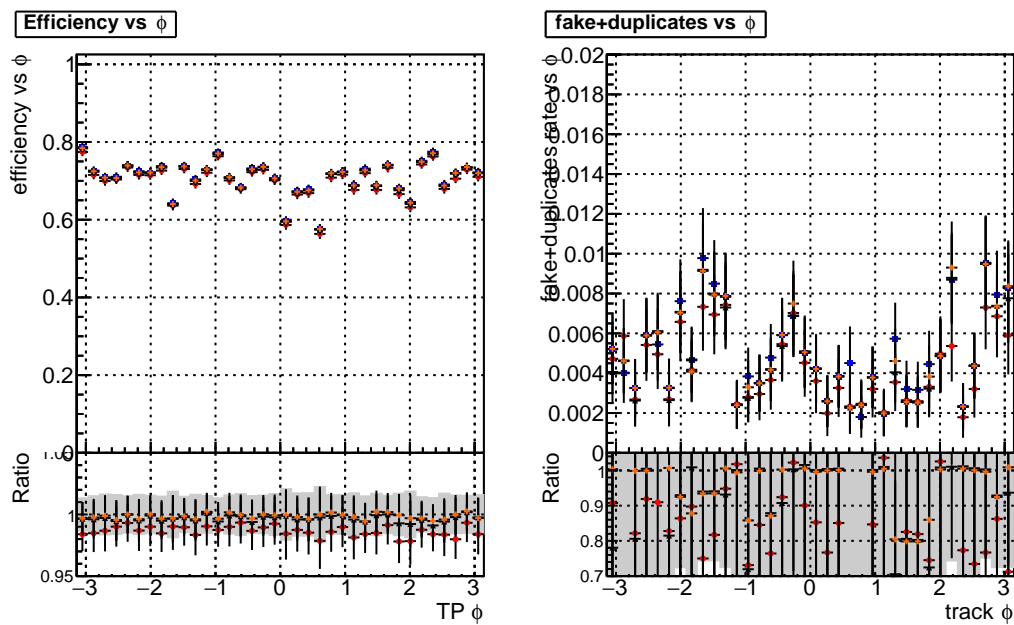 Efficiency vs ϕ
efficiency vs ϕ
1
0.8
0.6
0.4
0.2
0
Ratio
1
0.95
−3 −2 −1 0 1 2 3
TP ϕ
fake+duplicates vs ϕ
fake+duplicates rate vs ϕ
0.02
0.018
0.016
0.014
0.012
0.01
0.008
0.006
0.004
0.002
0
Ratio
1
0.9
0.8
0.7
−3 −2 −1 0 1 2 3
track ϕ